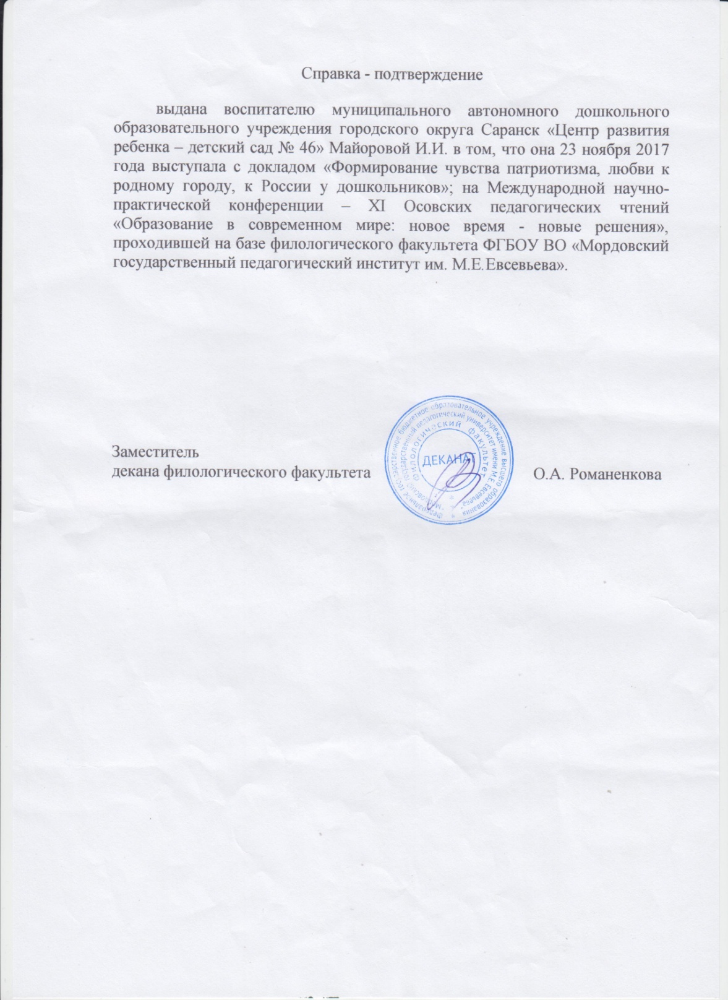 Справка - подтверждение
выдана воспитателю муниципального автономного дошкольного
образовательного учреждения городского округа Саранск «Центр развития
ребенка – детский сад № 46» Майоровой И.И. в том, что она 23 ноября 2017
года выступала с докладом «Формирование чувства патриотизма, любви к
родному городу, к России у дошкольников»; на Международной научно-
практической конференции – XI Осовских педагогических чтений
«Образование в современном мире: новое время - новые решения»,
проходившей на базе филологического факультета ФГБОУ ВО «Мордовский
государственный педагогический институт им. М.Е.Евсевьева».
Заместитель
декана филологического факультета
О.А. Романенкова
Федеральное государственное бюджетное образовательное учреждение высшего образования
"Мордовский государственный педагогический университет имени М.Е. Евсевьева"
Филологический факультет
ДЕКАНАТ